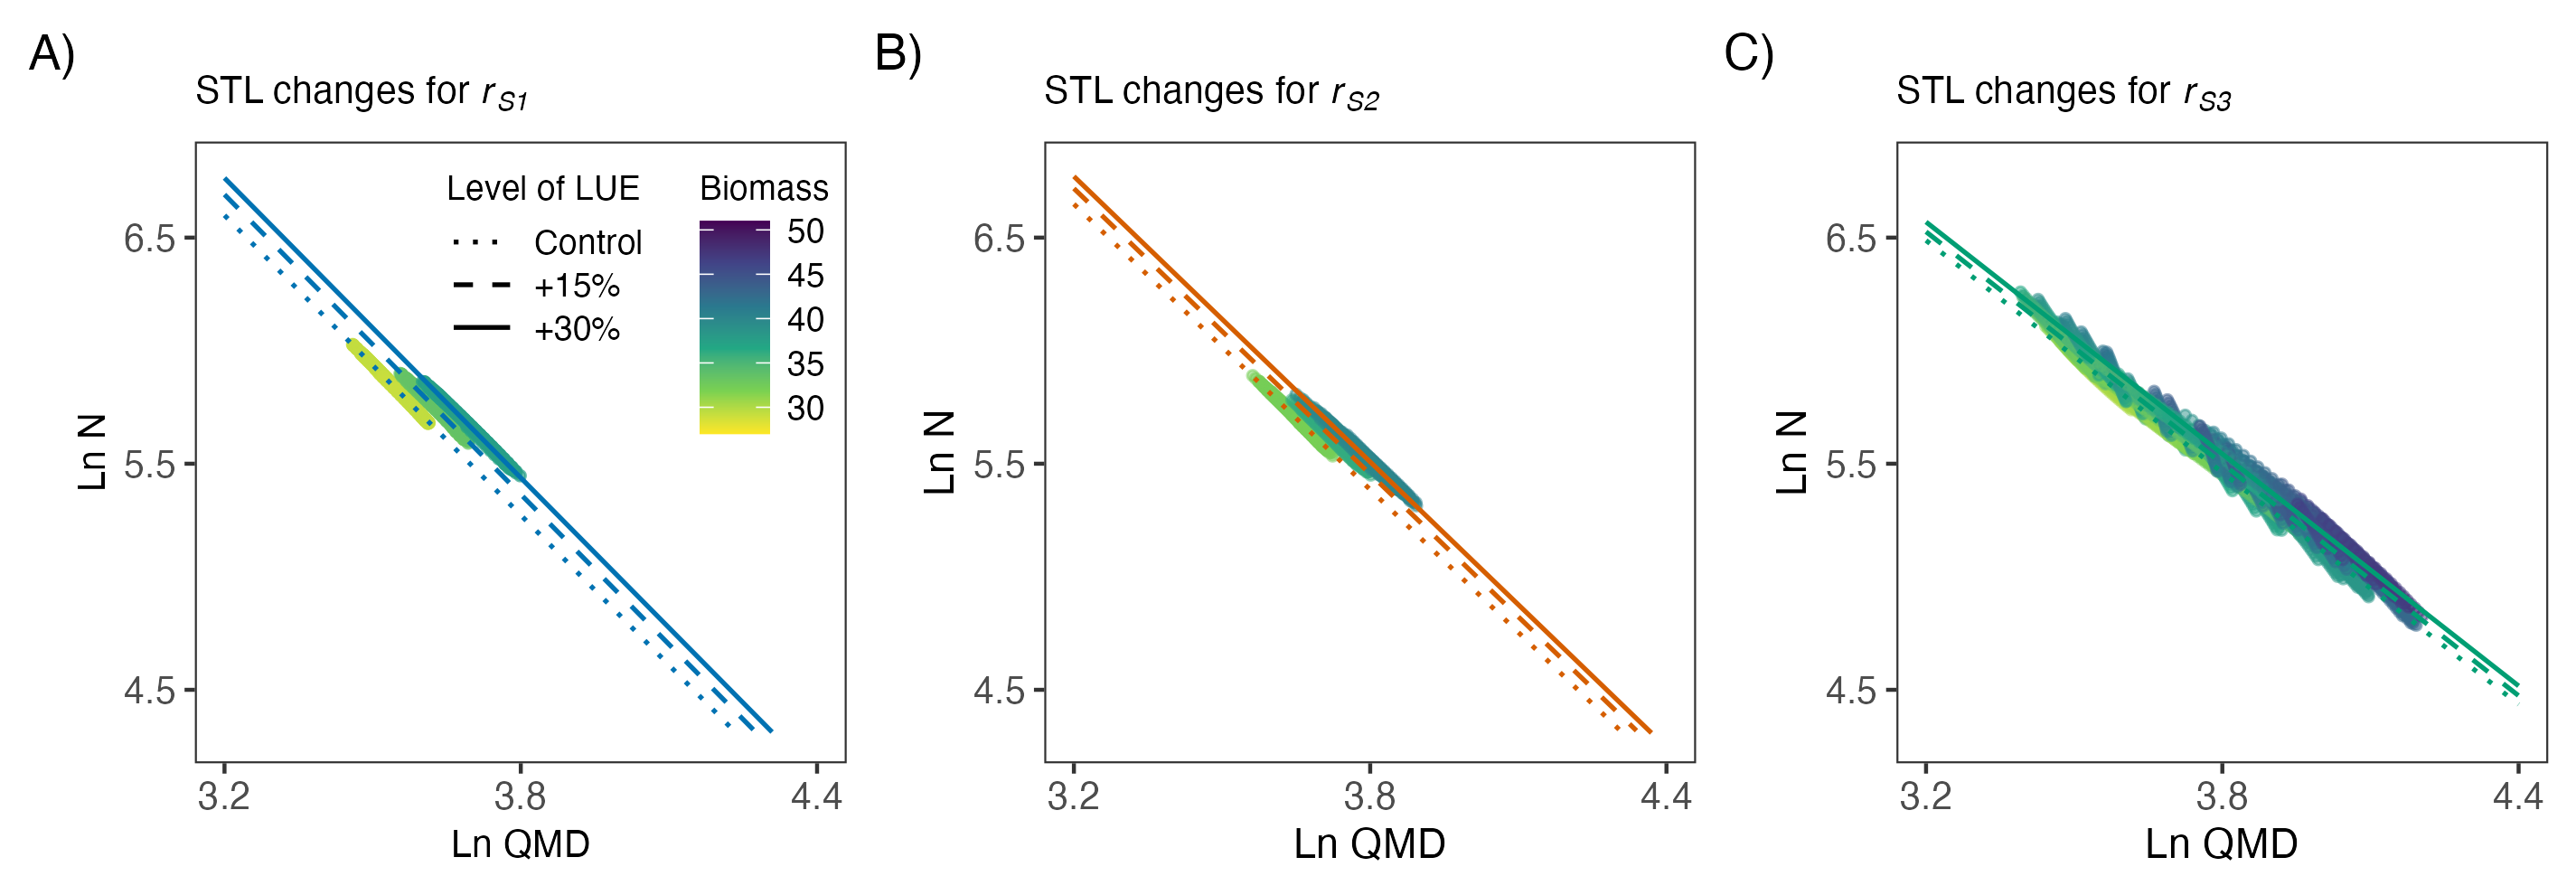 A)
STL changes for rS1
Level of LUE
Control
+15%
+30%
Biomass
50
45
40
35
30
6.5
5.5
4.5
Ln N
3.2 3.8 4.4
Ln QMD
B)
STL changes for rS2
6.5
5.5
4.5
Ln N
3.2 3.8 4.4
Ln QMD
C)
STL changes for rS3
6.5
5.5
4.5
Ln N
3.2 3.8 4.4
Ln QMD